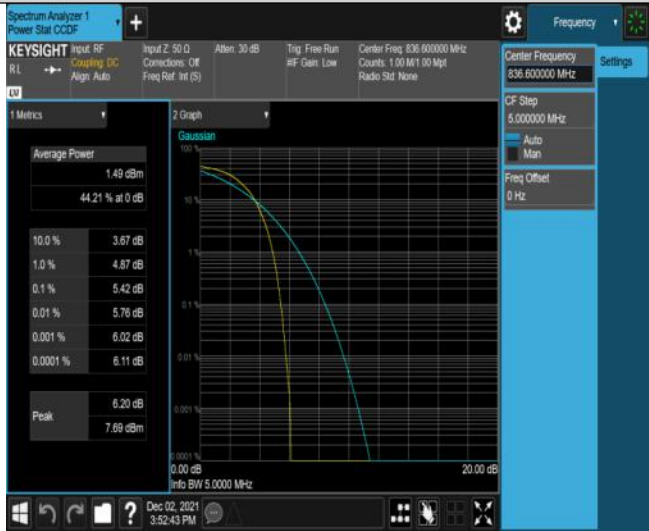 Spectrum Analyzer 1
Power Stat CCDF
Frequency
KEYSIGHT
RL
Input: RF
Coupling: DC
Align: Auto
Input Z: 50 Ω
Corrections: Off
Freq Ref: Int (S)
Atten: 30 dB
Trig: Free Run
#IF Gain: Low
Center Freq: 836.600000 MHz
Counts: 1.00 M/1.00 Mpt
Radio Std: None
Center Frequency
836.600000 MHz
Settings
CF Step
5.000000 MHz
Auto
Man
Freq Offset
0 Hz
1 Metrics
2 Graph
Average Power
1.49 dBm
44.21 % at 0 dB
10.0 % 3.67 dB
1.0 % 4.87 dB
0.1 % 5.42 dB
0.01 % 5.76 dB
0.001 % 6.02 dB
0.0001 % 6.11 dB
Peak
6.20 dB
7.69 dBm
Gaussian
100 %
10 %
1 %
0.1 %
0.01 %
0.001 %
0.0001 %
0.00 dB
20.00 dB
Info BW 5.0000 MHz
?
Dec 02, 2021
3:52:43 PM